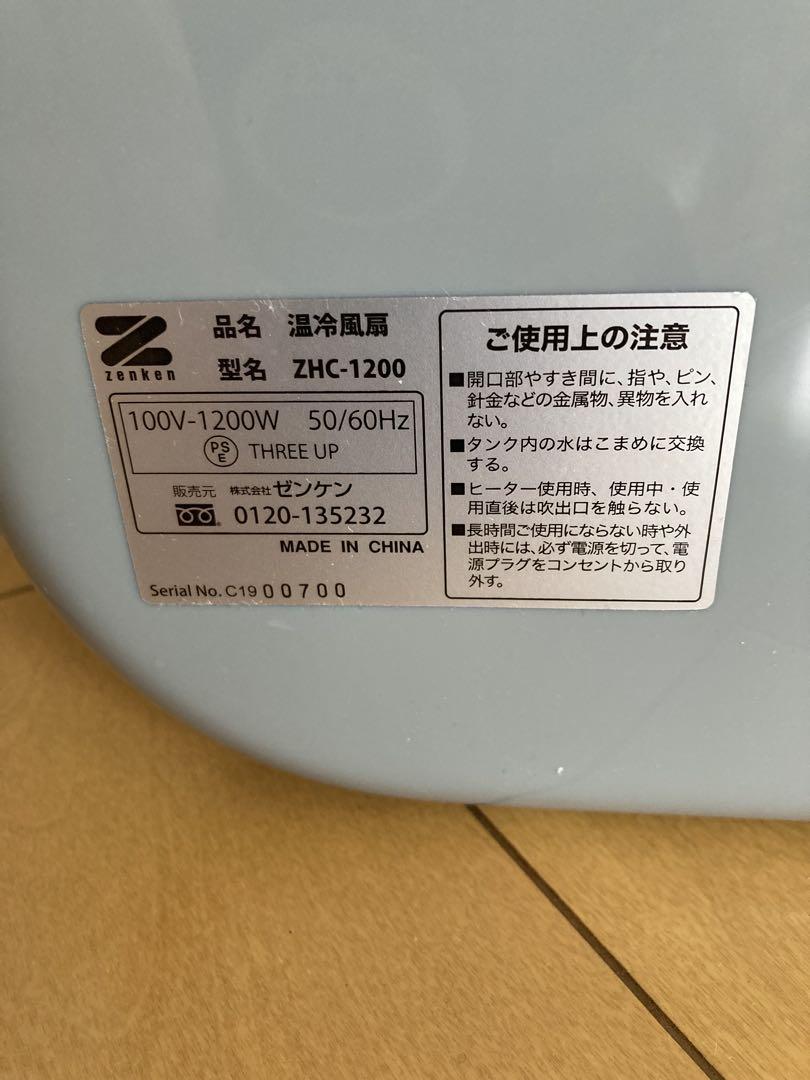 zenken
品名 温冷風扇
型名 ZHC-1200
100V-1200W 50/60Hz
PSE THREE UP
販売元 株式会社ゼンケン
0120-135232
MADE IN CHINA
Serial No. C1900700
ご使用上の注意
■開口部やすき間に、指や、ピン、
針金などの金属物、異物を入れ
ない。
■タンク内の水はこまめに交換
する。
■ヒーター使用時、使用中・使
用直後は吹出口を触らない。
■長時間ご使用にならない時や外
出時には、必ず電源を切って、電
源プラグをコンセントから取り
外す。